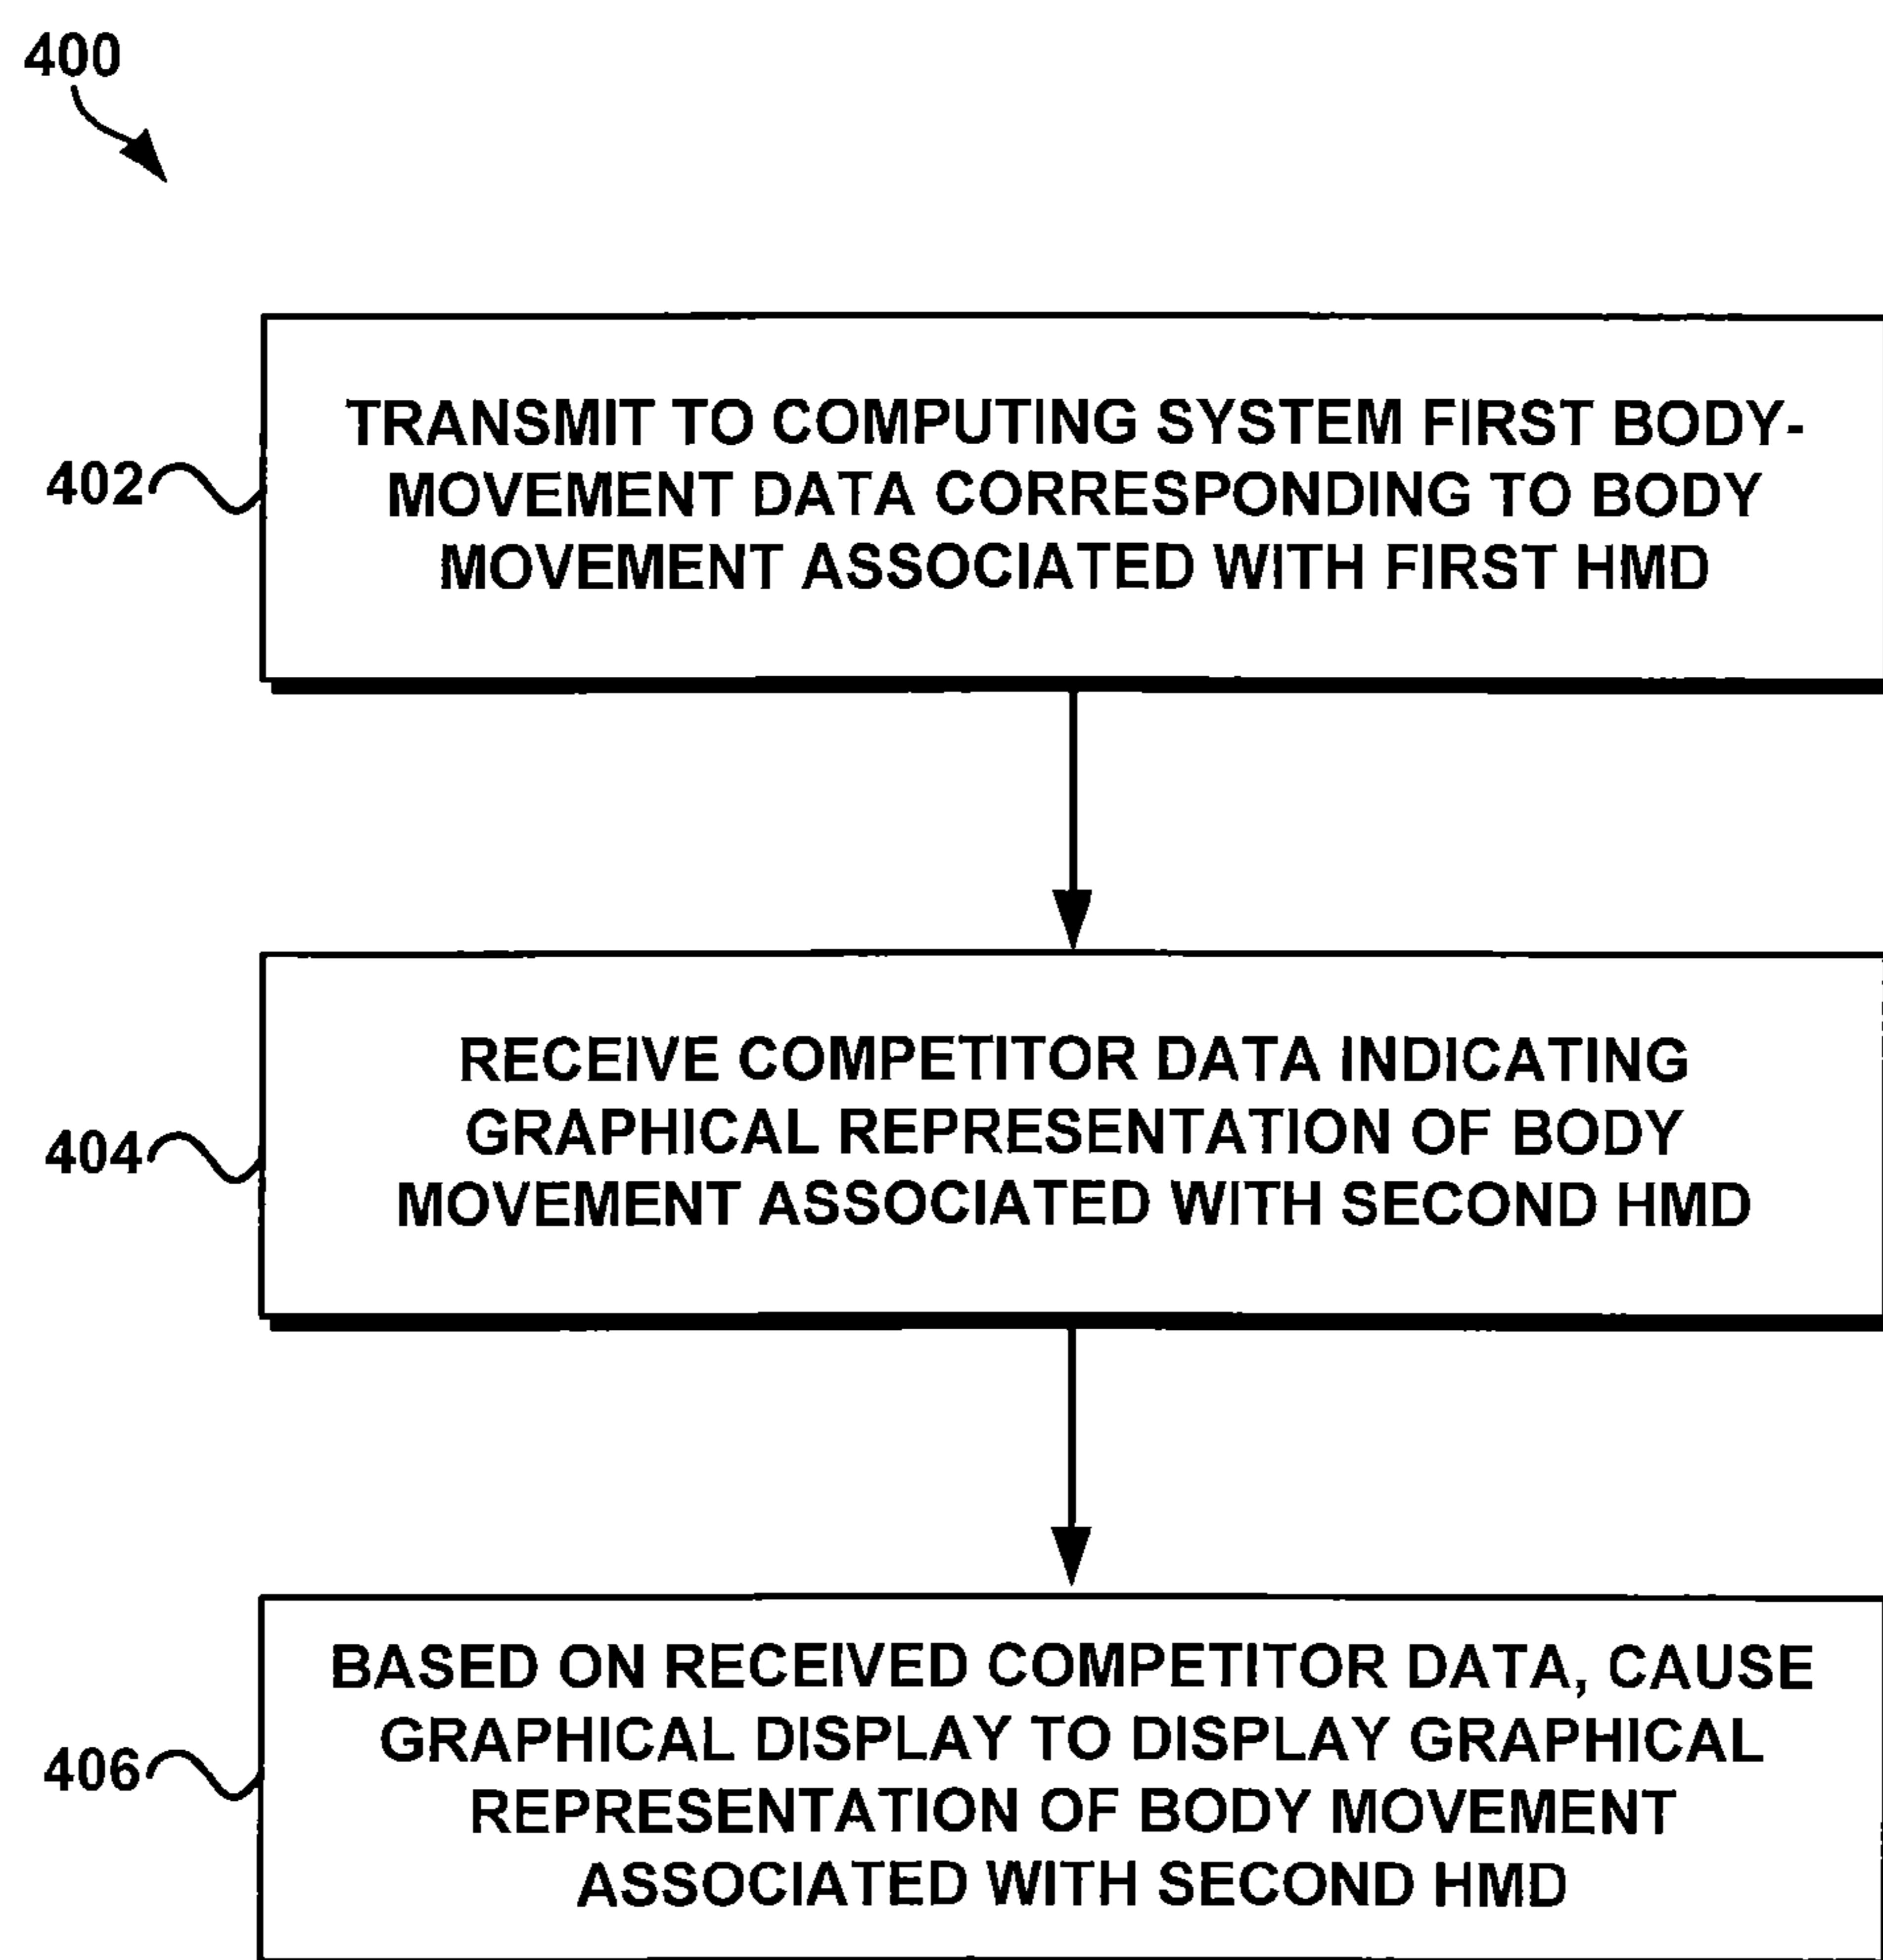 400
402
TRANSMIT TO COMPUTING SYSTEM FIRST BODY-
MOVEMENT DATA CORRESPONDING TO BODY
MOVEMENT ASSOCIATED WITH FIRST HMD
404
RECEIVE COMPETITOR DATA INDICATING
GRAPHICAL REPRESENTATION OF BODY
MOVEMENT ASSOCIATED WITH SECOND HMD
406
BASED ON RECEIVED COMPETITOR DATA, CAUSE
GRAPHICAL DISPLAY TO DISPLAY GRAPHICAL
REPRESENTATION OF BODY MOVEMENT
ASSOCIATED WITH SECOND HMD